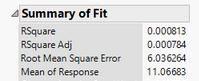 Summary of Fit
RSquare 0.000813
RSquare Adj 0.000784
Root Mean Square Error 6.036264
Mean of Response 11.06683